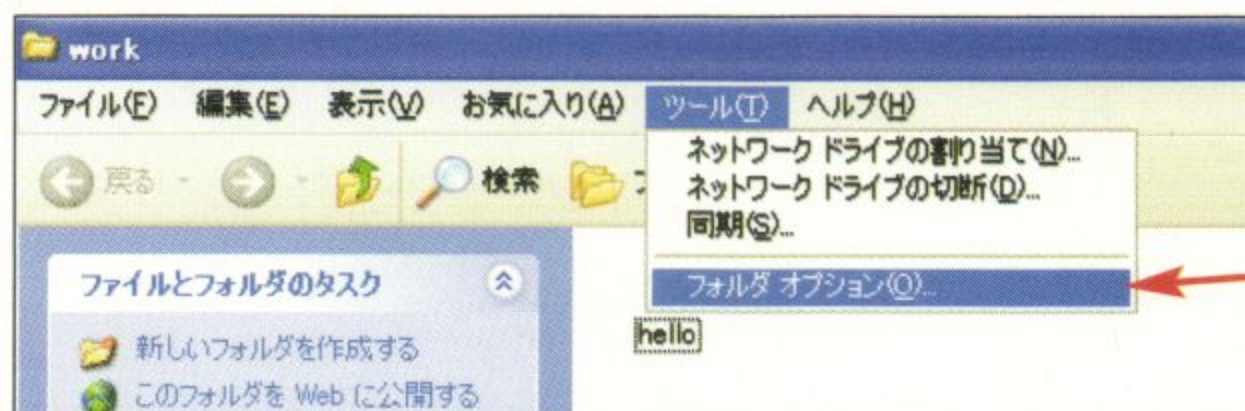 work
ファイル(F) 編集(E) 表示(V) お気に入り(A) ツール(T) ヘルプ(H)
戻る 検索
ネットワーク ドライブの割り当て(N)...
ネットワーク ドライブの切断(D)...
同期(S)...
フォルダ オプション(O)...
ファイルとフォルダのタスク
hello
新しいフォルダを作成する
このフォルダを Web に公開する